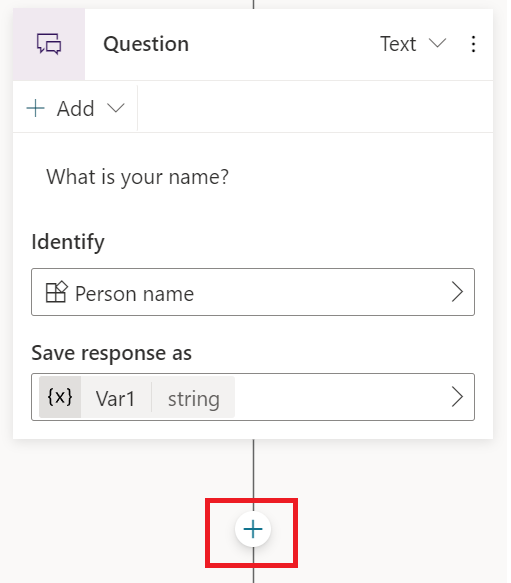 Question Text
Add
What is your name?
Identify
Person name
Save response as
{x} Var1 string